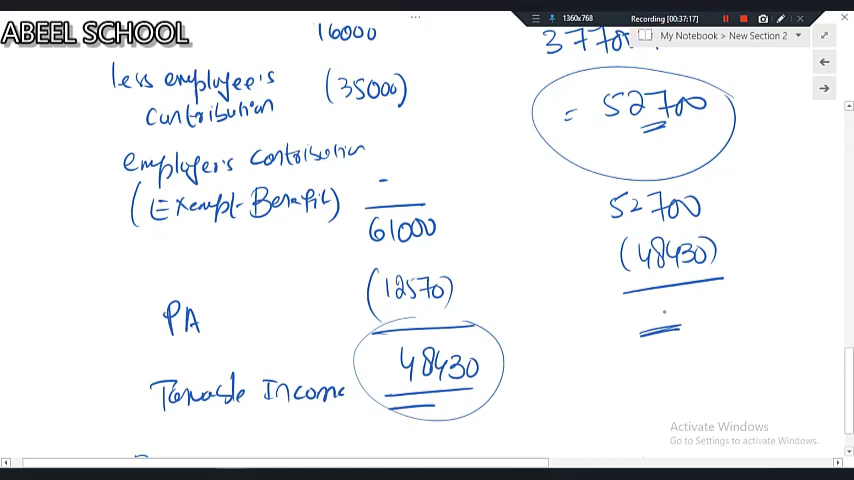 1360x768
Recording [00:37:17]
ABEEL SCHOOL
My Notebook > New Section 2
16000
less employee's
contribution
(35000)
employer's contribution
(Exempt Benefit)
-
61000
PA
(12570)
Taxable Income
48430
= 52700
52700
(48430)
Activate Windows
Go to Settings to activate Windows.